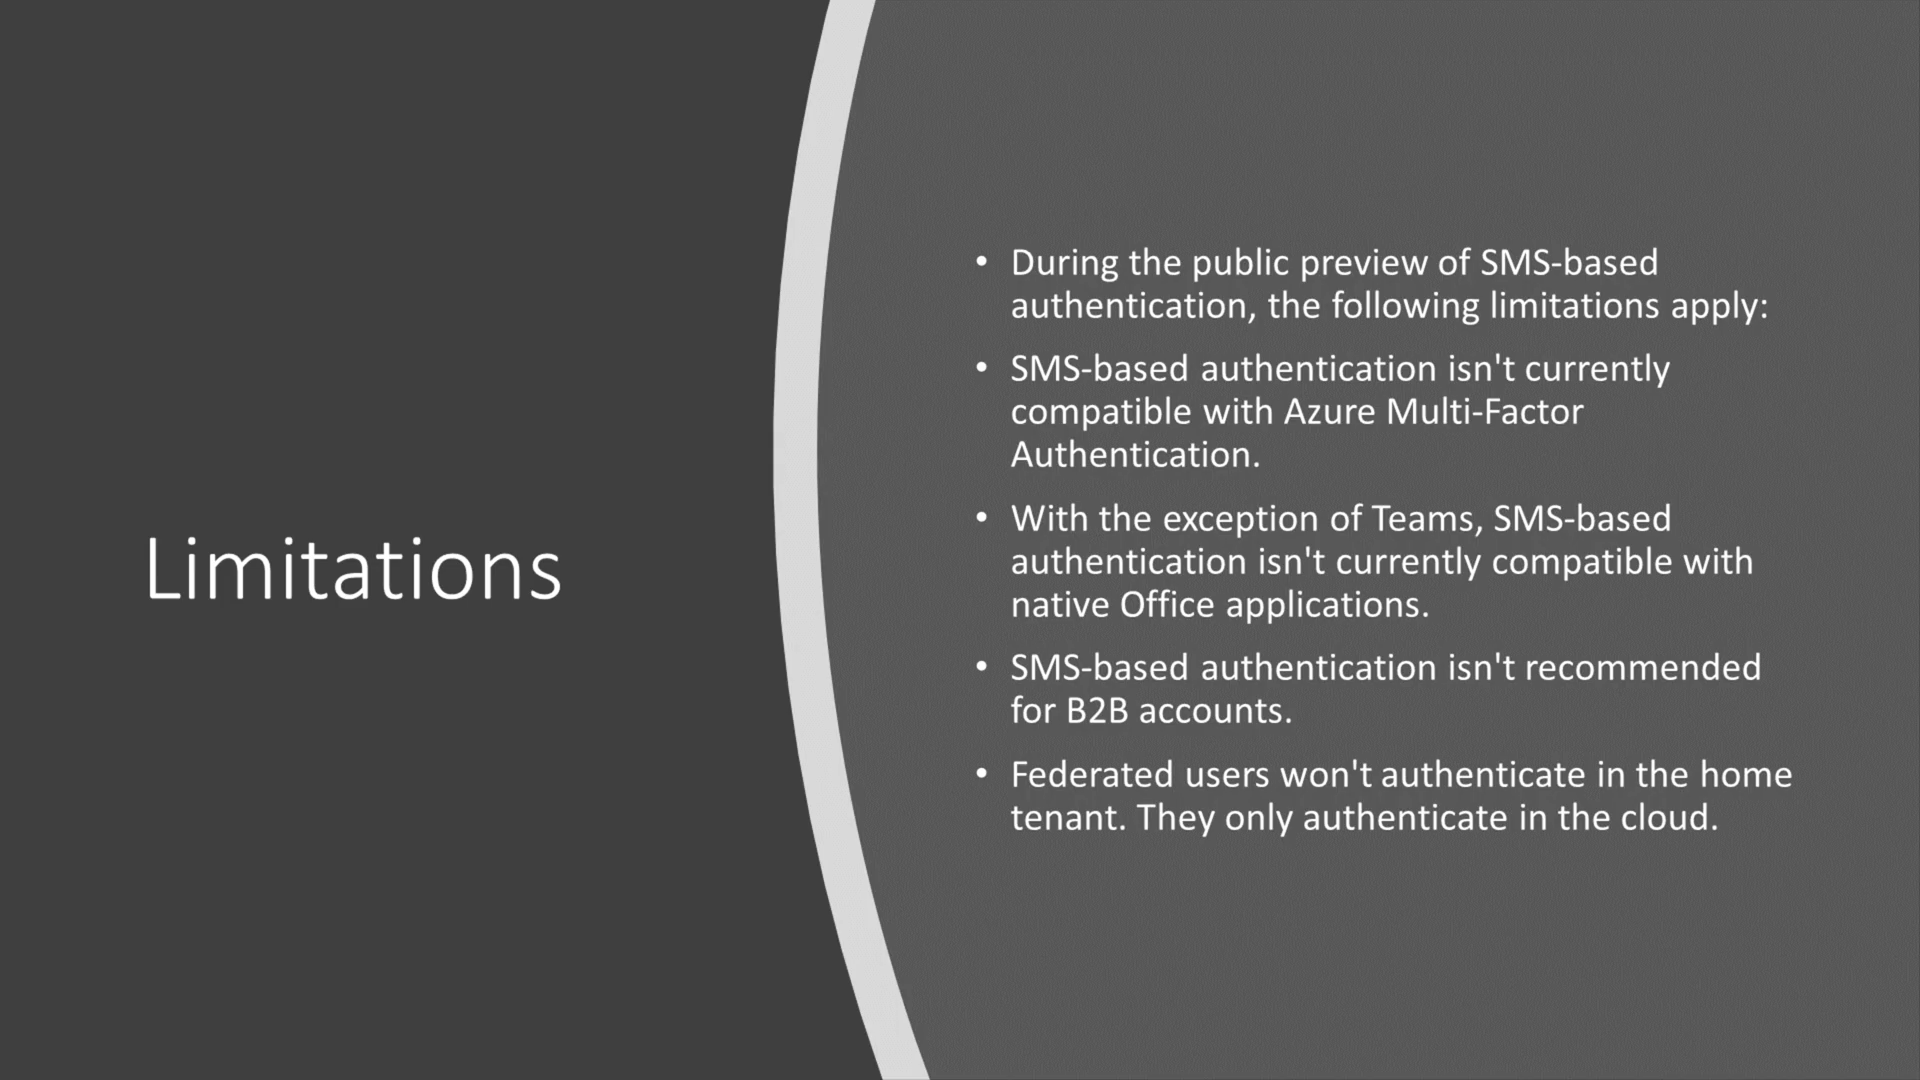 Limitations
• During the public preview of SMS-based
authentication, the following limitations apply:
• SMS-based authentication isn't currently
compatible with Azure Multi-Factor
Authentication.
• With the exception of Teams, SMS-based
authentication isn't currently compatible with
native Office applications.
• SMS-based authentication isn't recommended
for B2B accounts.
• Federated users won't authenticate in the home
tenant. They only authenticate in the cloud.